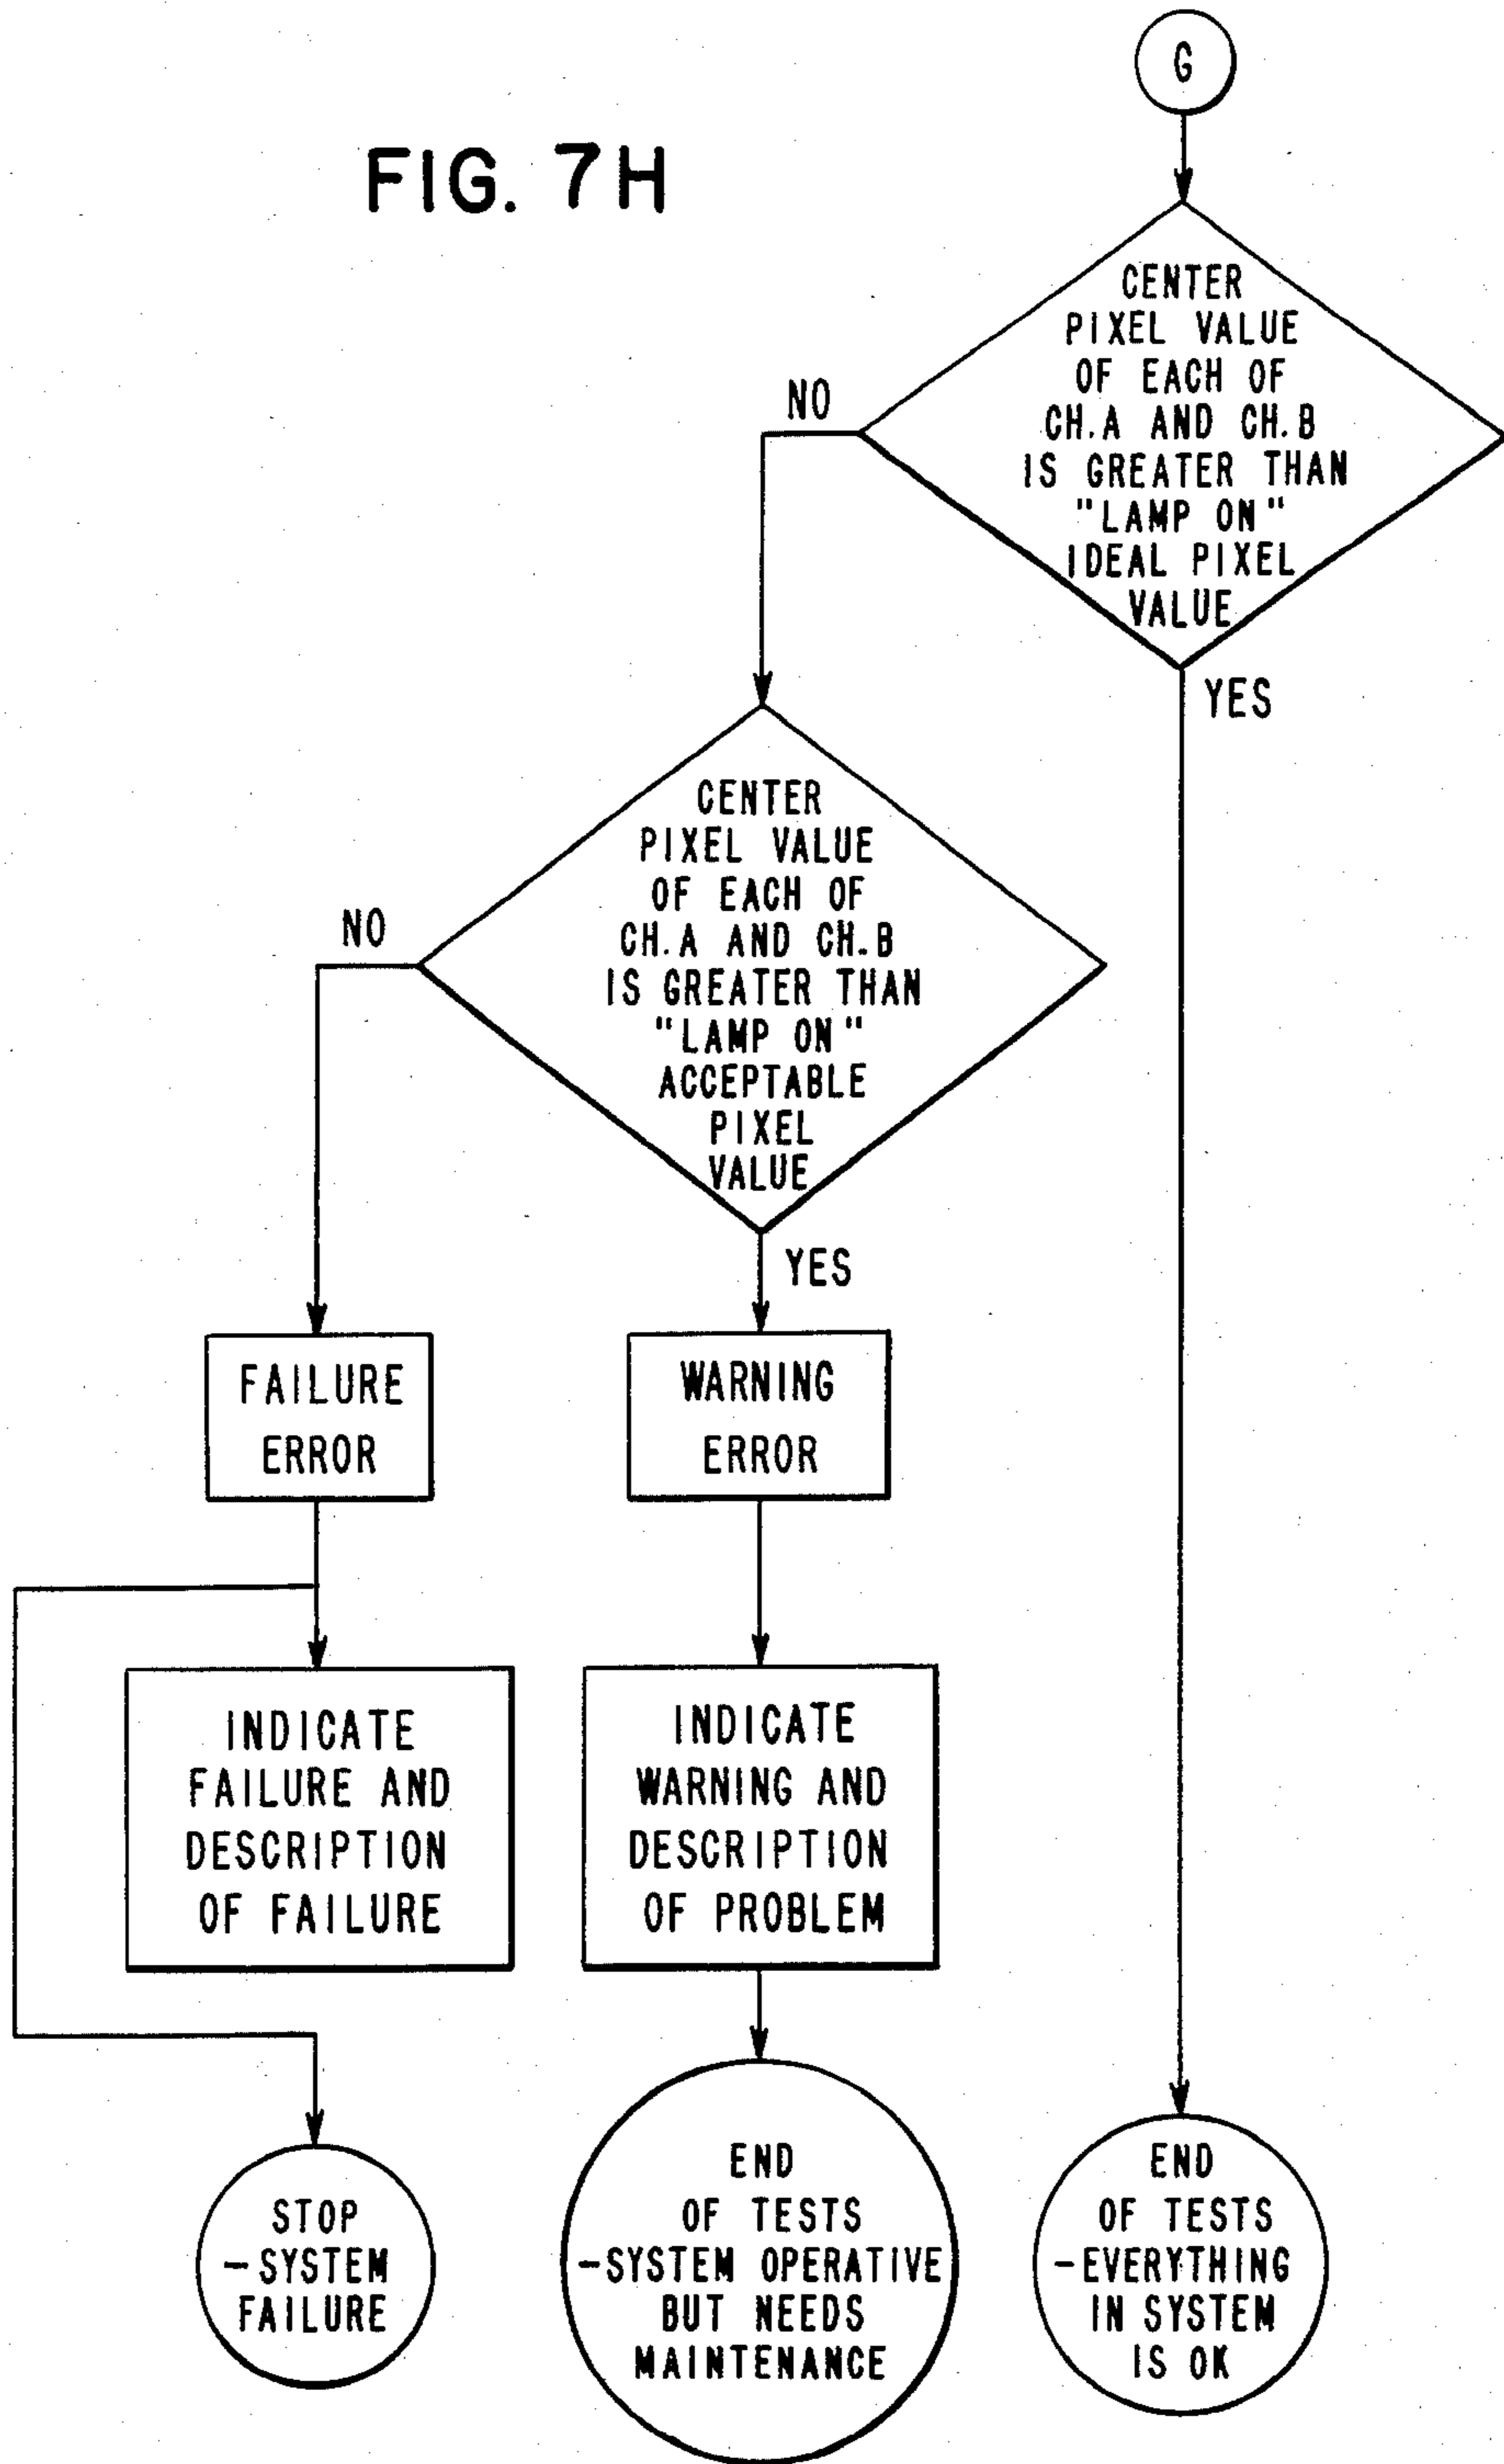 G
FIG. 7H
CENTER
PIXEL VALUE
OF EACH OF
CH.A AND CH.B
IS GREATER THAN
"LAMP ON"
IDEAL PIXEL
VALUE
NO
YES
CENTER
PIXEL VALUE
OF EACH OF
CH.A AND CH.B
IS GREATER THAN
"LAMP ON"
ACCEPTABLE
PIXEL
VALUE
NO
YES
FAILURE
ERROR
WARNING
ERROR
INDICATE
FAILURE AND
DESCRIPTION
OF FAILURE
INDICATE
WARNING AND
DESCRIPTION
OF PROBLEM
STOP
-SYSTEM
FAILURE
END
OF TESTS
-SYSTEM OPERATIVE
BUT NEEDS
MAINTENANCE
END
OF TESTS
-EVERYTHING
IN SYSTEM
IS OK